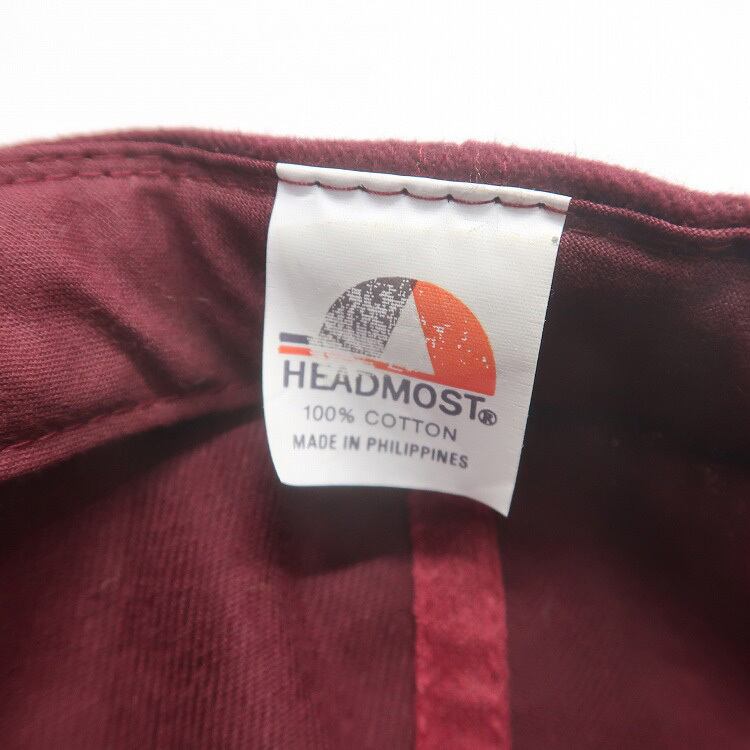 HEADMOST®
100% COTTON
MADE IN PHILIPPINES